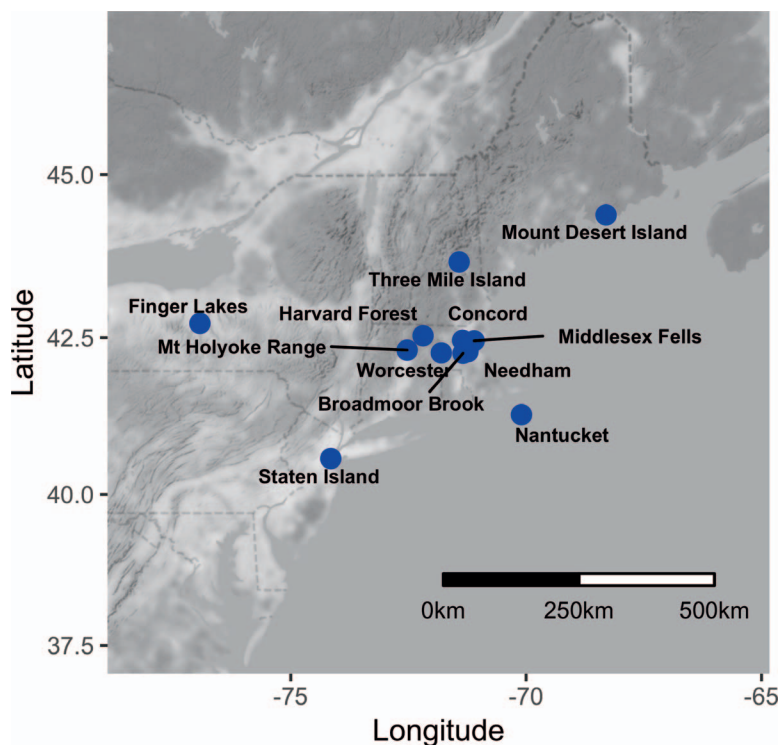 45.0
Mount Desert Island
Three Mile Island
Finger Lakes
Harvard Forest
Concord
Middlesex Fells
42.5
Mt Holyoke Range
Worcester
Needham
Broadmoor Brook
Nantucket
Staten Island
40.0
0km 250km 500km
37.5
-75 -70 -65
Longitude
Latitude